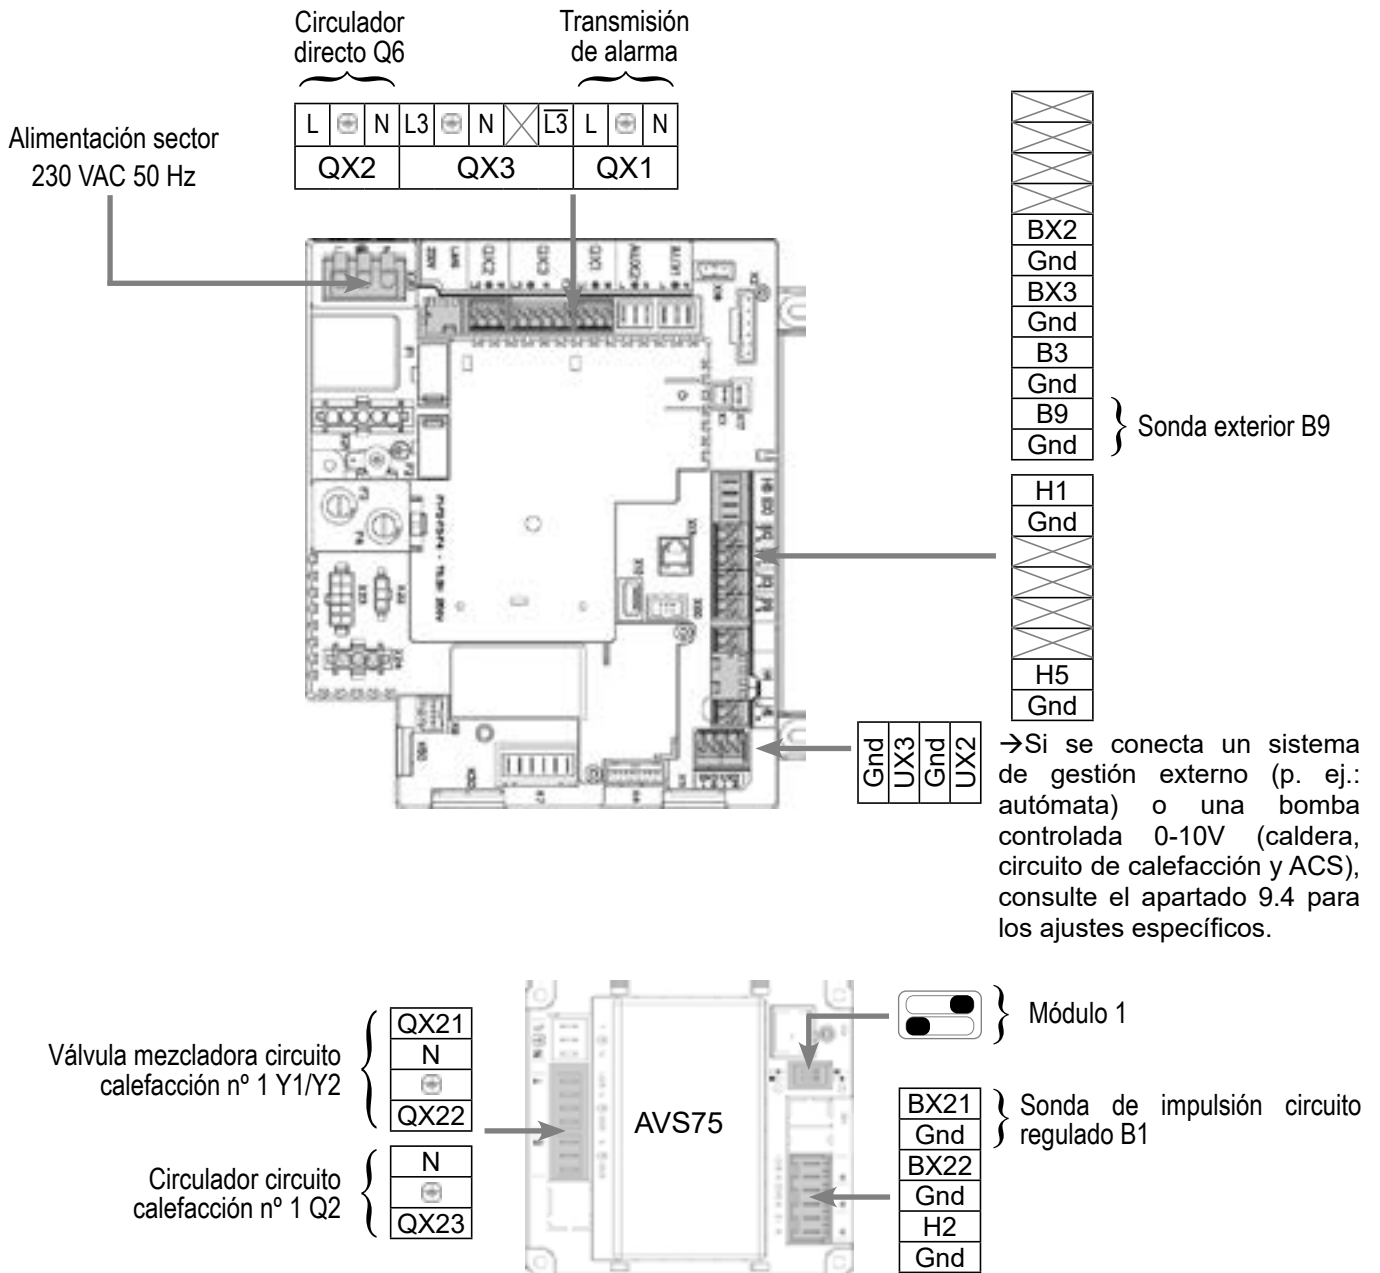 Circulador
directo Q6
Transmisión
de alarma
Alimentación sector
230 VAC 50 Hz
L N L3 N L3 L N
QX2 QX3 QX1
BX2
Gnd
BX3
Gnd
B3
Gnd
B9
Gnd
Sonda exterior B9
H1
Gnd
H5
Gnd
Gnd
UX3
Gnd
UX2
→Si se conecta un sistema
de gestión externo (p. ej.:
autómata) o una bomba
controlada 0-10V (caldera,
circuito de calefacción y ACS),
consulte el apartado 9.4 para
los ajustes específicos.
Válvula mezcladora circuito
calefacción nº 1 Y1/Y2
QX21
N
QX22
Circulador circuito
calefacción nº 1 Q2
N
QX23
AVS75
Módulo 1
BX21
Gnd
BX22
Gnd
H2
Gnd
Sonda de impulsión circuito
regulado B1